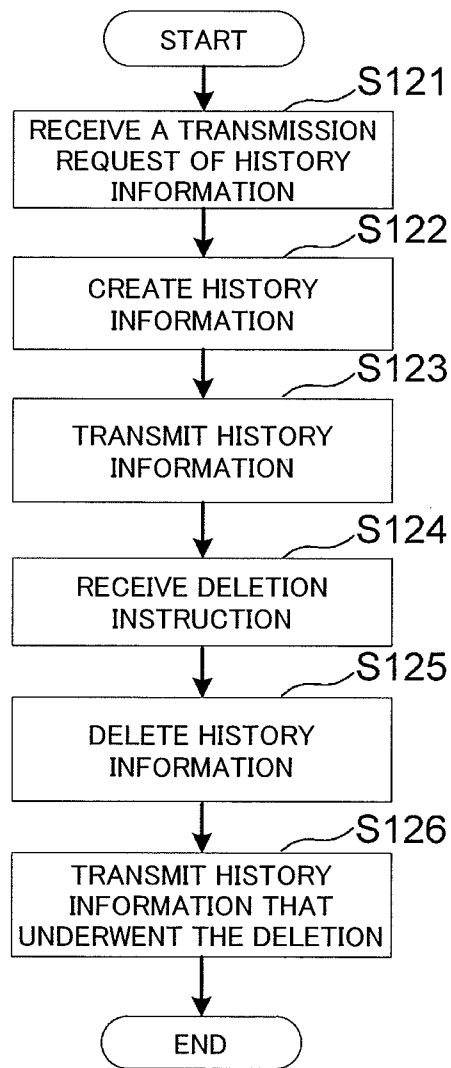 START
S121
RECEIVE A TRANSMISSION
REQUEST OF HISTORY
INFORMATION
S122
CREATE HISTORY
INFORMATION
S123
TRANSMIT HISTORY
INFORMATION
S124
RECEIVE DELETION
INSTRUCTION
S125
DELETE HISTORY
INFORMATION
S126
TRANSMIT HISTORY
INFORMATION THAT
UNDERWENT THE DELETION
END